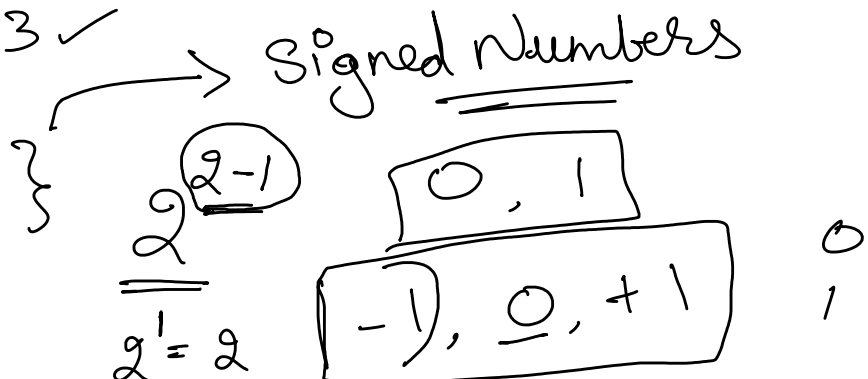 3 ✓ Signed Numbers
}
2^{2-1} 0, 1
2^1 = 2 -1), 0, +1
0
1